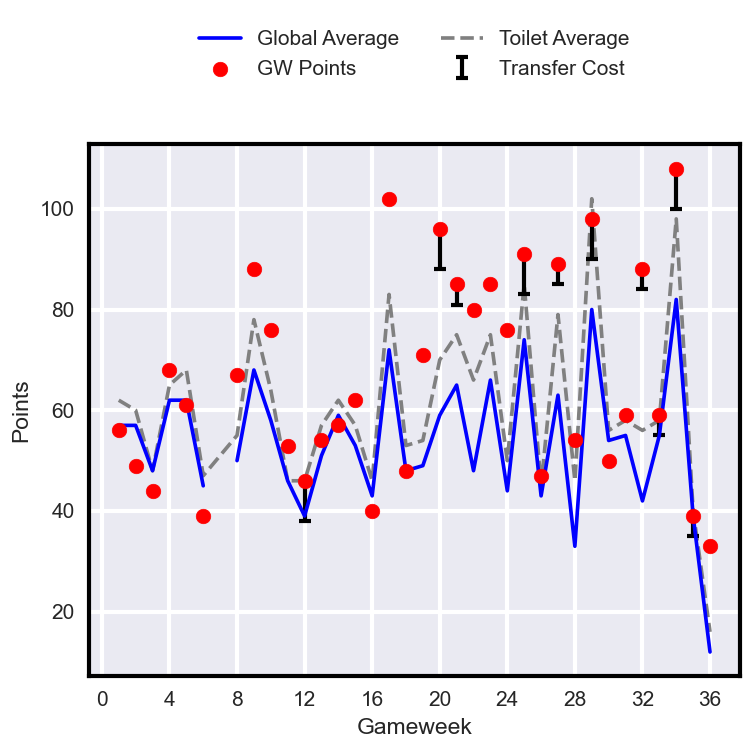 Global Average
GW Points
Toilet Average
Transfer Cost
100
80
60
40
20
Points
0 4 8 12 16 20 24 28 32 36
Gameweek